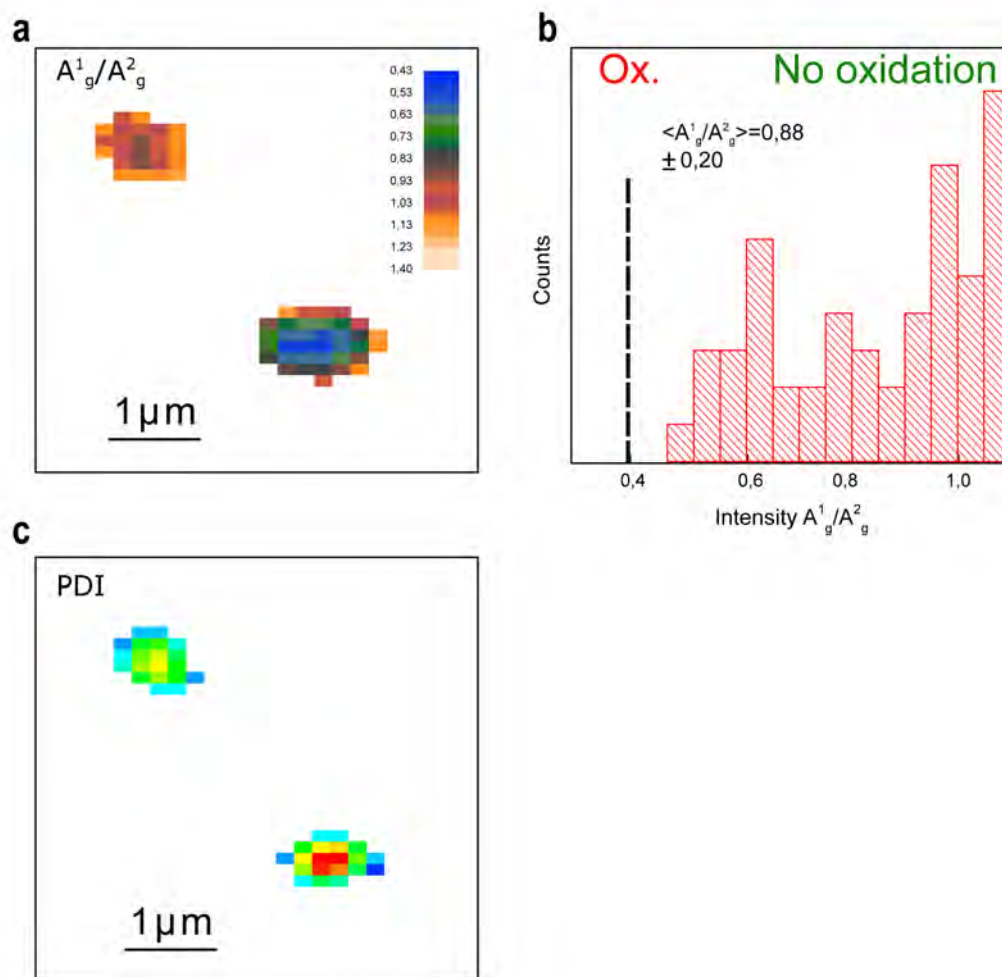 a
A¹g/A²g
0,43
0,53
0,63
0,73
0,83
0,93
1,03
1,13
1,23
1,40
1 μm
b
Ox. No oxidation
<A¹g/A²g>=0,88
± 0,20
Counts
0,4 0,6 0,8 1,0
Intensity A¹g/A²g
c
PDI
1 μm